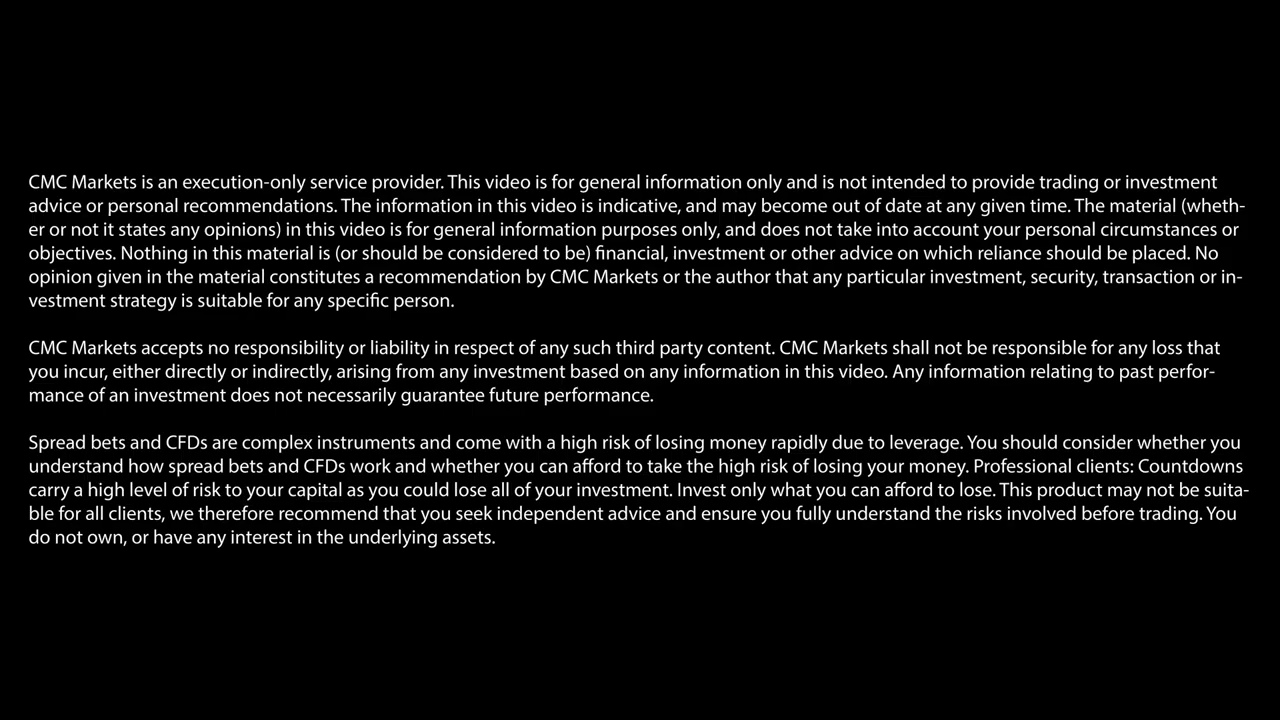 CMC Markets is an execution-only service provider. This video is for general information only and is not intended to provide trading or investment
advice or personal recommendations. The information in this video is indicative, and may become out of date at any given time. The material (wheth-
er or not it states any opinions) in this video is for general information purposes only, and does not take into account your personal circumstances or
objectives. Nothing in this material is (or should be considered to be) financial, investment or other advice on which reliance should be placed. No
opinion given in the material constitutes a recommendation by CMC Markets or the author that any particular investment, security, transaction or in-
vestment strategy is suitable for any specific person.
CMC Markets accepts no responsibility or liability in respect of any such third party content. CMC Markets shall not be responsible for any loss that
you incur, either directly or indirectly, arising from any investment based on any information in this video. Any information relating to past perfor-
mance of an investment does not necessarily guarantee future performance.
Spread bets and CFDs are complex instruments and come with a high risk of losing money rapidly due to leverage. You should consider whether you
understand how spread bets and CFDs work and whether you can afford to take the high risk of losing your money. Professional clients: Countdowns
carry a high level of risk to your capital as you could lose all of your investment. Invest only what you can afford to lose. This product may not be suita-
ble for all clients, we therefore recommend that you seek independent advice and ensure you fully understand the risks involved before trading. You
do not own, or have any interest in the underlying assets.